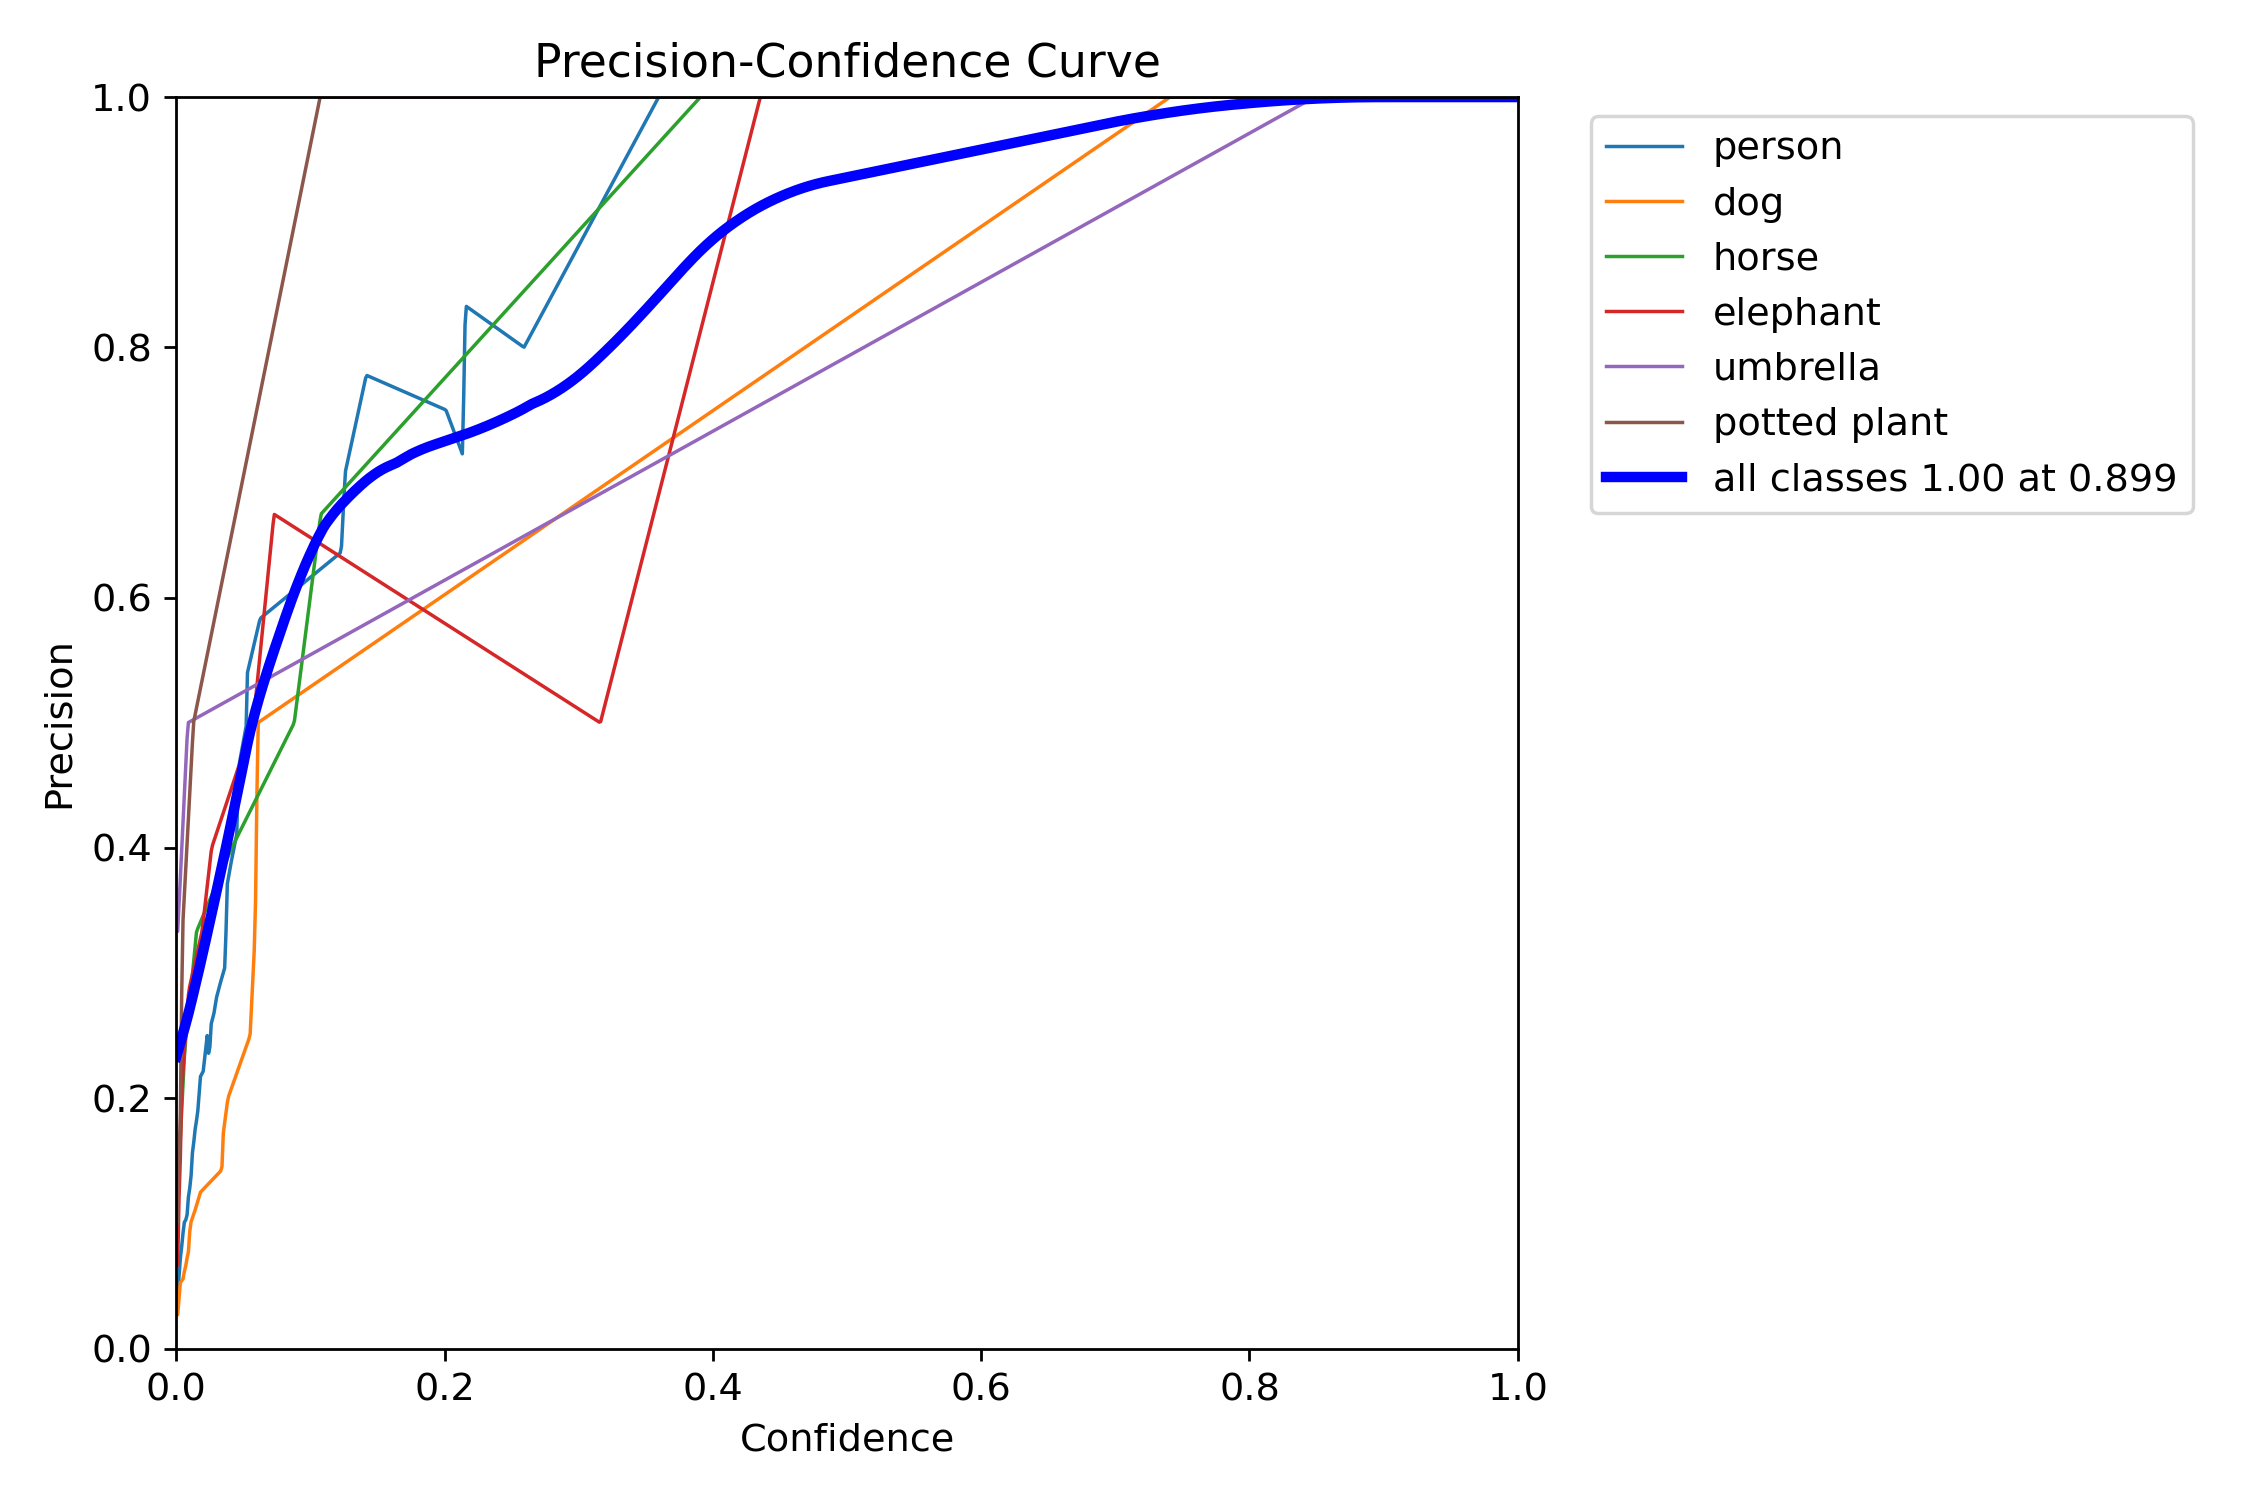 Precision-Confidence Curve
1.0
0.8
0.6
0.4
0.2
0.0
Precision
0.0 0.2 0.4 0.6 0.8 1.0
Confidence
person
dog
horse
elephant
umbrella
potted plant
all classes 1.00 at 0.899